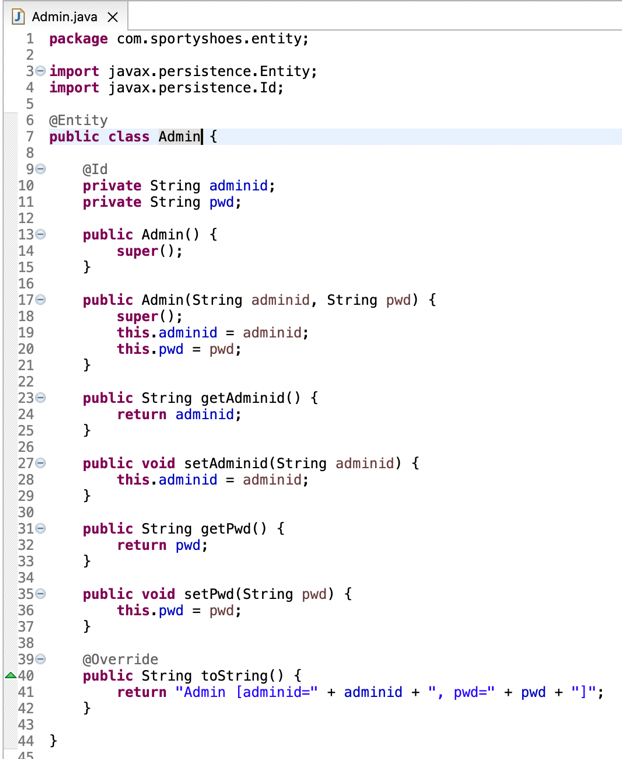 Admin.java
1 package com.sportyshoes.entity;
2
3 import javax.persistence.Entity;
4 import javax.persistence.Id;
5
6 @Entity
7 public class Admin {
8
9     @Id
10     private String adminid;
11     private String pwd;
12
13     public Admin() {
14         super();
15     }
16
17     public Admin(String adminid, String pwd) {
18         super();
19         this.adminid = adminid;
20         this.pwd = pwd;
21     }
22
23     public String getAdminid() {
24         return adminid;
25     }
26
27     public void setAdminid(String adminid) {
28         this.adminid = adminid;
29     }
30
31     public String getPwd() {
32         return pwd;
33     }
34
35     public void setPwd(String pwd) {
36         this.pwd = pwd;
37     }
38
39     @Override
40     public String toString() {
41         return "Admin [adminid=" + adminid + ", pwd=" + pwd + "]";
42     }
43
44 }
45